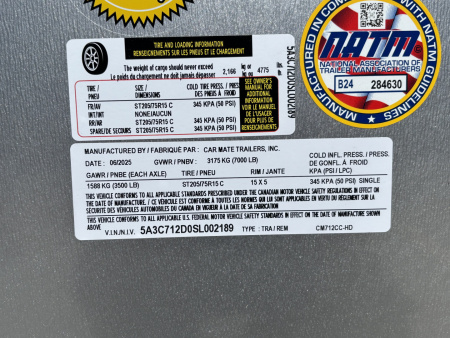 TIRE AND LOADING INFORMATION
RENSEIGNEMENTS SUR LES PNEUS ET LE CHARGEMENT
The weight of cargo should never exceed
Le poids du chargement ne doit jamais dépasser 2,166 kg or/ou 4775
TIRE / PNEU SIZE / DIMENSIONS COLD TIRE PRESS. / PRESS. DES PNEUS À FROID
FR/AV ST205/75R15 C 345 KPA (50 PSI)
INT NONE/AUCUN
RR/AR ST205/75R15 C 345 KPA (50 PSI)
SPARE/DE SECOURS ST205/75R15 C 345 KPA (50 PSI)
SEE OWNER'S
MANUAL FOR
ADDITIONAL
INFORMATION
VOIR LE MANUEL
DE L'USAGER
POUR PLUS DE
RENSEIGNEMENTS
NATM
NATIONAL ASSOCIATION OF
TRAILER MANUFACTURERS
B24 284630
WITH NATM GUIDELINES
MANUFACTURED BY / FABRIQUÉ PAR: CAR MATE TRAILERS, INC.
DATE: 06/2025 GVWR / PNBV: 3175 KG (7000 LB)
COLD INFL. PRESS. /PRESS. DE GONFL. À FROID
GAWR / PNBE (EACH AXLE) TIRE / PNEU RIM / JANTE KPA (PSI / LPC)
1588 KG (3500 LB) ST205/75R15 C 15 X 5 345 KPA (50 PSI) SINGLE
THIS VEHICLE CONFORMS TO ALL APPLICABLE STANDARDS PRESCRIBED UNDER THE CANADIAN MOTOR VEHICLE SAFETY REGULATIONS IN EFFECT ON
THE DATE OF MANUFACTURE / CE VÉHICULE EST CONFORME À TOUTES LES NORMES QUI LUI SONT APPLICABLES EN VERTU DU RÈGLEMENT SUR LA SÉCURITÉ DES
VÉHICULES AUTOMOBILES DU CANADA EN VIGUEUR À LA DATE DE SA FABRICATION
THIS VEHICLE CONFORMS TO ALL APPLICABLE U.S. FEDERAL MOTOR VEHICLE SAFETY STANDARDS IN EFFECT ON THE DATE OF MANUFACTURE SHOWN
ABOVE
V.I.N./N.I.V. 5A3C712D0SL002189 TYPE : TRA / REM CM712CC-HD